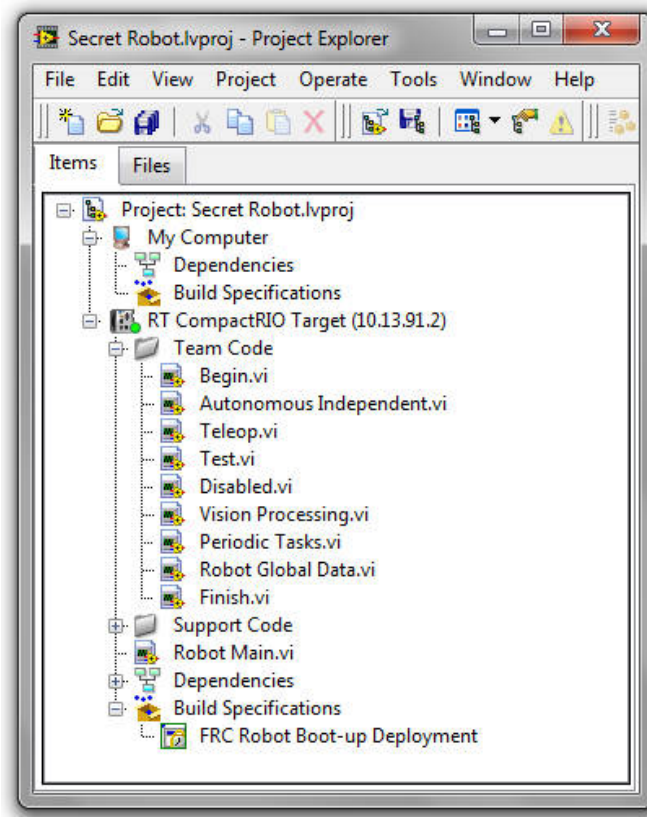 Secret Robot.lvproj - Project Explorer
File Edit View Project Operate Tools Window Help
Items Files
Project: Secret Robot.lvproj
My Computer
Dependencies
Build Specifications
RT CompactRIO Target (10.13.91.2)
Team Code
Begin.vi
Autonomous Independent.vi
Teleop.vi
Test.vi
Disabled.vi
Vision Processing.vi
Periodic Tasks.vi
Robot Global Data.vi
Finish.vi
Support Code
Robot Main.vi
Dependencies
Build Specifications
FRC Robot Boot-up Deployment